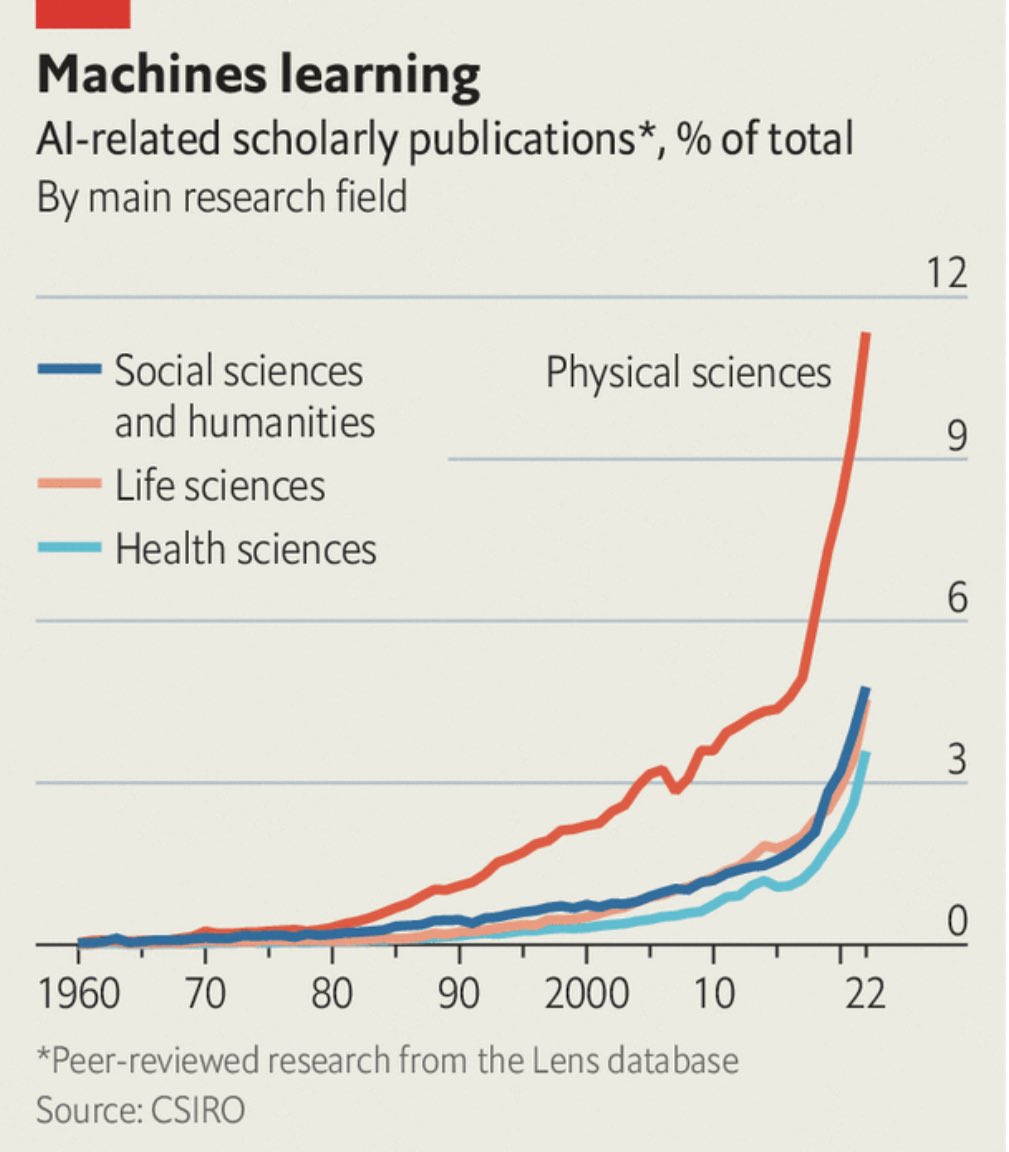 Machines learning
AI-related scholarly publications*, % of total
By main research field
12
Social sciences
and humanities
Physical sciences
9
Life sciences
Health sciences
6
3
0
1960 70 80 90 2000 10 22
*Peer-reviewed research from the Lens database
Source: CSIRO